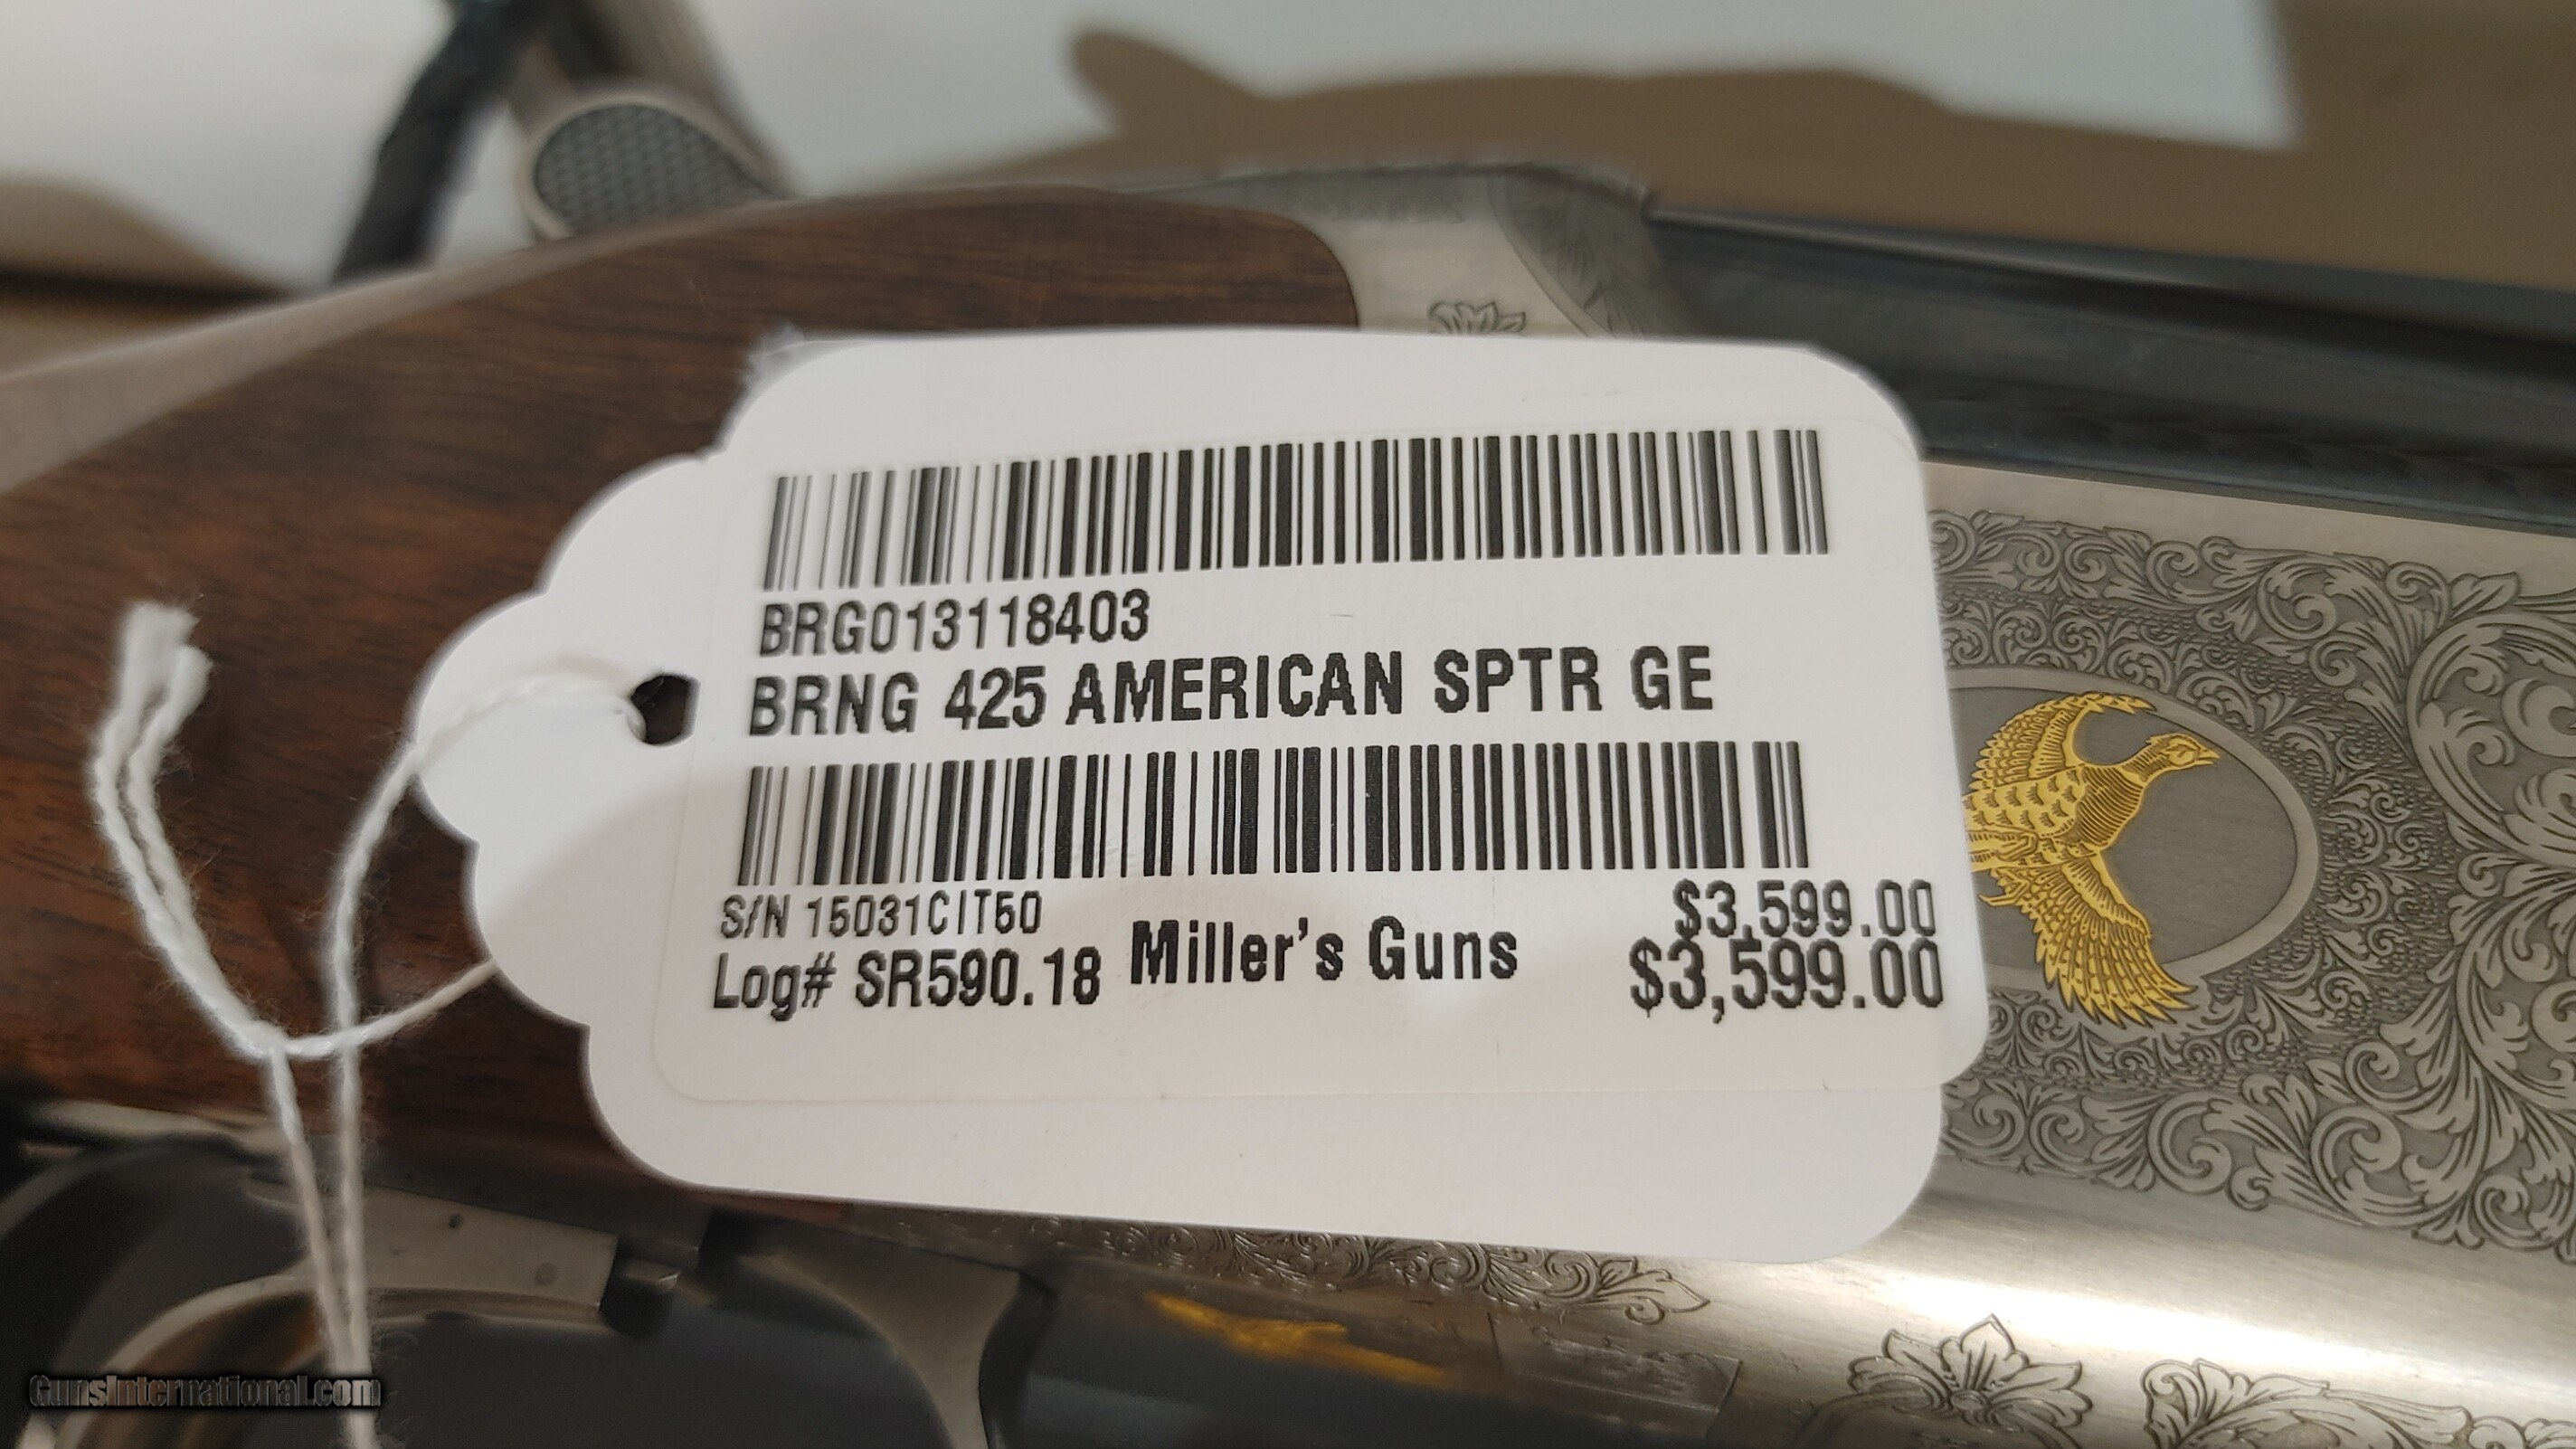 BRG013118403
BRNG 425 AMERICAN SPTR GE
S/N 15031CIT50
$3,599.00
Log# SR590.18
Miller's Guns
$3,599.00
GunsInternational.com